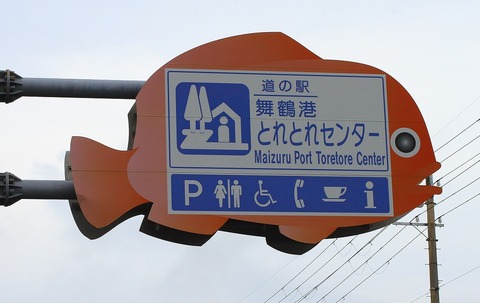 道の駅
舞鶴港
とれとれセンター
Maizuru Port Toretore Center
P i